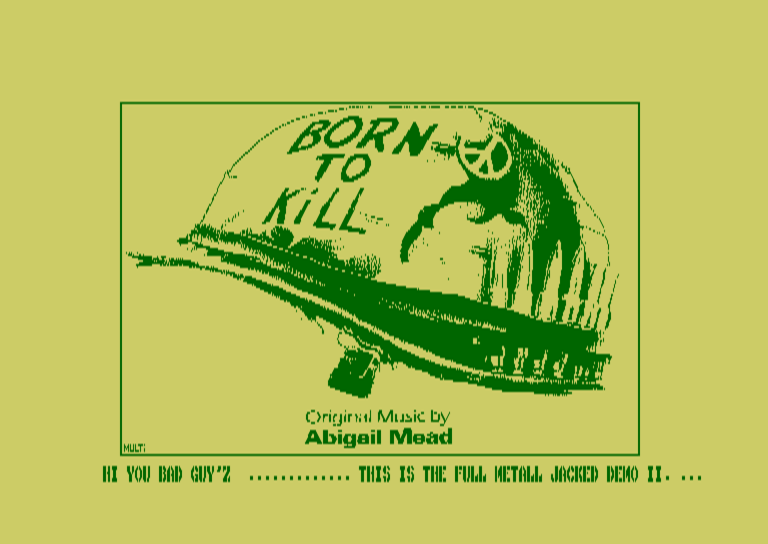 BORN
TO
KiLL
Original Music by
Abigail Mead
MULTi
HI YOU BAD GUY'Z ............. THIS IS THE FULL METALL JACKED DEMO II. ...